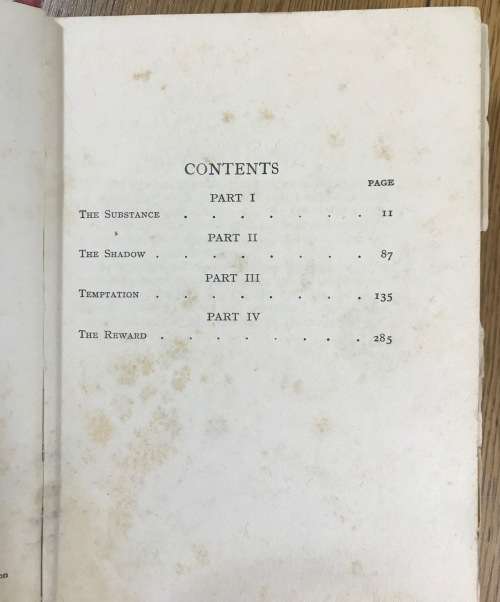 CONTENTS
PAGE
PART I
The Substance . . . . . . . 11
PART II
The Shadow . . . . . . . . 87
PART III
Temptation . . . . . . . . 135
PART IV
The Reward . . . . . . . . 285